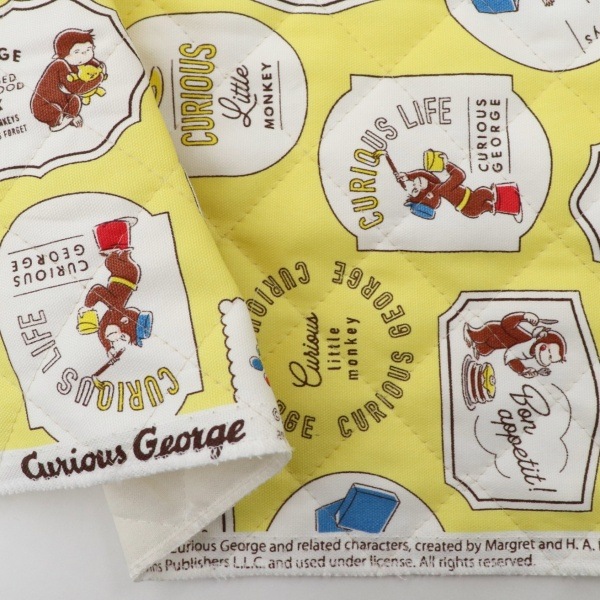 GE
MONKEYS
FORGET
CURIOUS
Little
MONKEY
CURIOUS LIFE
CURIOUS
GEORGE
CURIOUS
GEORGE
CURIOUS LIFE
CURIOUS GEORGE CURIOUS
Curious
little
monkey
Bon
appetit!
Curious George
Curious George and related characters, created by Margret and H. A.
Publishers L.L.C. and used under license. All rights reserved.